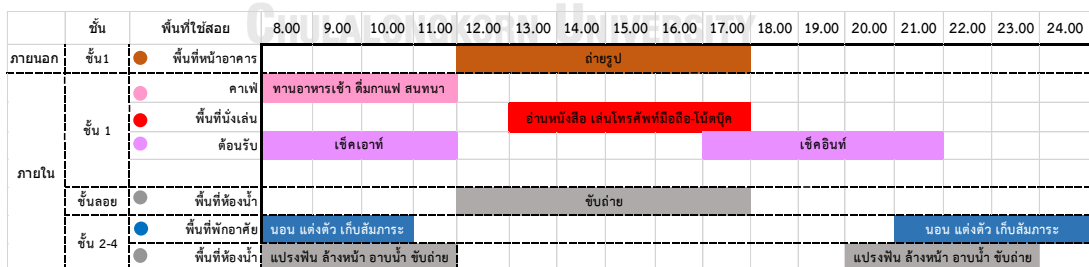 CHULALONGKORN UNIVERSITY
ชั้น พื้นที่ใช้สอย 8.00 9.00 10.00 11.00 12.00 13.00 14.00 15.00 16.00 17.00 18.00 19.00 20.00 21.00 22.00 23.00 24.00
ภายนอก ชั้น1 พื้นที่หน้าอาคาร ถ่ายรูป
คาเฟ่ ทานอาหารเช้า ดื่มกาแฟ สนทนา
พื้นที่นั่งเล่น อ่านหนังสือ เล่นโทรศัพท์มือถือ-โน้ตบุ๊ค
ชั้น 1
ต้อนรับ เช็คเอาท์ เช็คอินท์
ภายใน
ชั้นลอย พื้นที่ห้องน้ำ ขับถ่าย
พื้นที่พักอาศัย นอน แต่งตัว เก็บสัมภาระ นอน แต่งตัว เก็บสัมภาระ
ชั้น 2-4
พื้นที่ห้องน้ำ แปรงฟัน ล้างหน้า อาบน้ำ ขับถ่าย แปรงฟัน ล้างหน้า อาบน้ำ ขับถ่าย